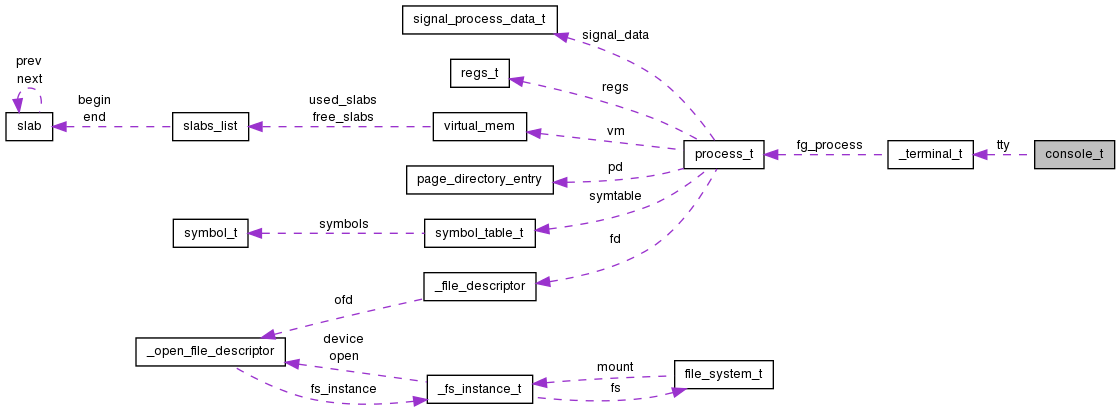 signal_process_data_t
signal_data
prev
next
regs_t
regs
begin
end
used_slabs
free_slabs
vm
slab
slabs_list
virtual_mem
fg_process
tty
process_t
_terminal_t
console_t
page_directory_entry
pd
symtable
symbol_t
symbols
symbol_table_t
fd
_file_descriptor
ofd
device
open
_open_file_descriptor
mount
file_system_t
fs_instance
_fs_instance_t
fs